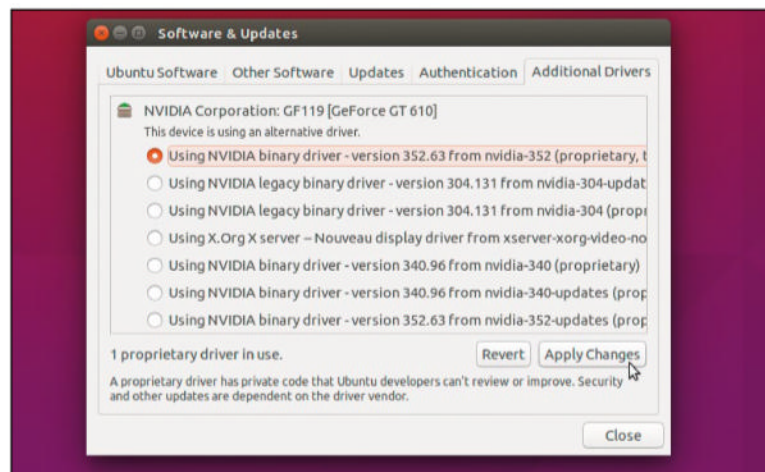 Software & Updates
Ubuntu Software Other Software Updates Authentication Additional Drivers
NVIDIA Corporation: GF119 [GeForce GT 610]
This device is using an alternative driver.
Using NVIDIA binary driver - version 352.63 from nvidia-352 (proprietary, t
Using NVIDIA legacy binary driver - version 304.131 from nvidia-304-updat
Using NVIDIA legacy binary driver - version 304.131 from nvidia-304 (propr
Using X.Org X server – Nouveau display driver from xserver-xorg-video-no
Using NVIDIA binary driver - version 340.96 from nvidia-340 (proprietary)
Using NVIDIA binary driver - version 340.96 from nvidia-340-updates (prop
Using NVIDIA binary driver - version 352.63 from nvidia-352-updates (prop
1 proprietary driver in use. Revert Apply Changes
A proprietary driver has private code that Ubuntu developers can't review or improve. Security
and other updates are dependent on the driver vendor.
Close